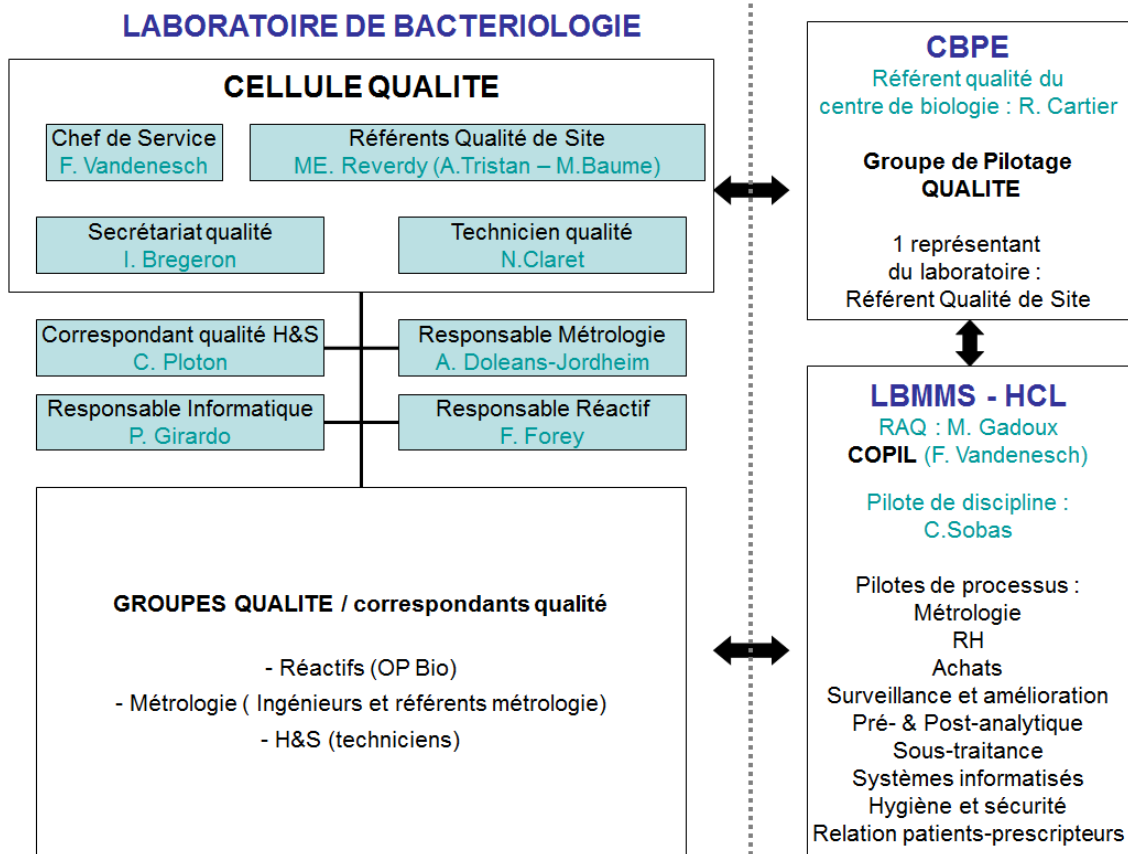 LABORATOIRE DE BACTERIOLOGIE
CELLULE QUALITE
Chef de Service
F. Vandenesch
Référents Qualité de Site
ME. Reverdy (A.Tristan – M.Baume)
Secrétariat qualité
I. Bregeron
Technicien qualité
N.Claret
Correspondant qualité H&S
C. Ploton
Responsable Métrologie
A. Doleans-Jordheim
Responsable Informatique
P. Girardo
Responsable Réactif
F. Forey
GROUPES QUALITE / correspondants qualité
- Réactifs (OP Bio)
- Métrologie ( Ingénieurs et référents métrologie)
- H&S (techniciens)
CBPE
Référent qualité du
centre de biologie : R. Cartier
Groupe de Pilotage
QUALITE
1 représentant
du laboratoire :
Référent Qualité de Site
LBMMS - HCL
RAQ : M. Gadoux
COPIL (F. Vandenesch)
Pilote de discipline :
C.Sobas
Pilotes de processus :
Métrologie
RH
Achats
Surveillance et amélioration
Pré- & Post-analytique
Sous-traitance
Systèmes informatisés
Hygiène et sécurité
Relation patients-prescripteurs